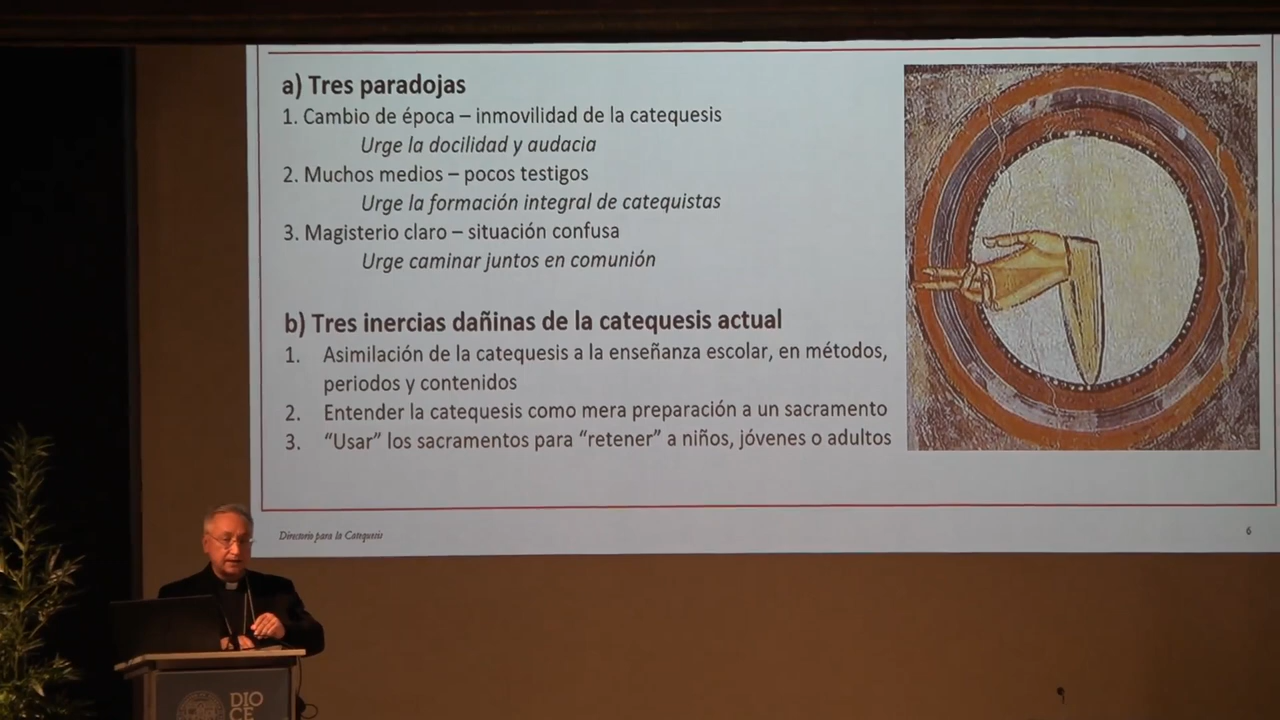 a) Tres paradojas
1. Cambio de época – inmovilidad de la catequesis
Urge la docilidad y audacia
2. Muchos medios – pocos testigos
Urge la formación integral de catequistas
3. Magisterio claro – situación confusa
Urge caminar juntos en comunión
b) Tres inercias dañinas de la catequesis actual
1. Asimilación de la catequesis a la enseñanza escolar, en métodos,
periodos y contenidos
2. Entender la catequesis como mera preparación a un sacramento
3. “Usar” los sacramentos para “retener” a niños, jóvenes o adultos
Directorio para la Catequesis
6
DIO
CE